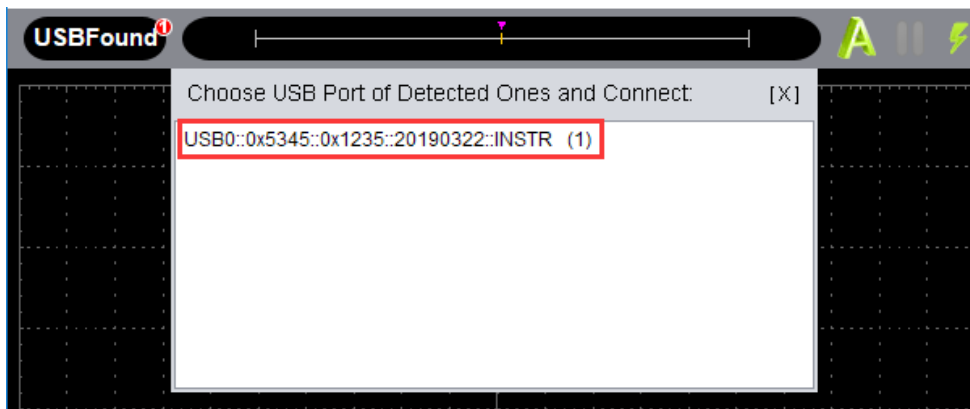 USBFound 1
A
Choose USB Port of Detected Ones and Connect: [X]
USB0::0x5345::0x1235::20190322::INSTR (1)